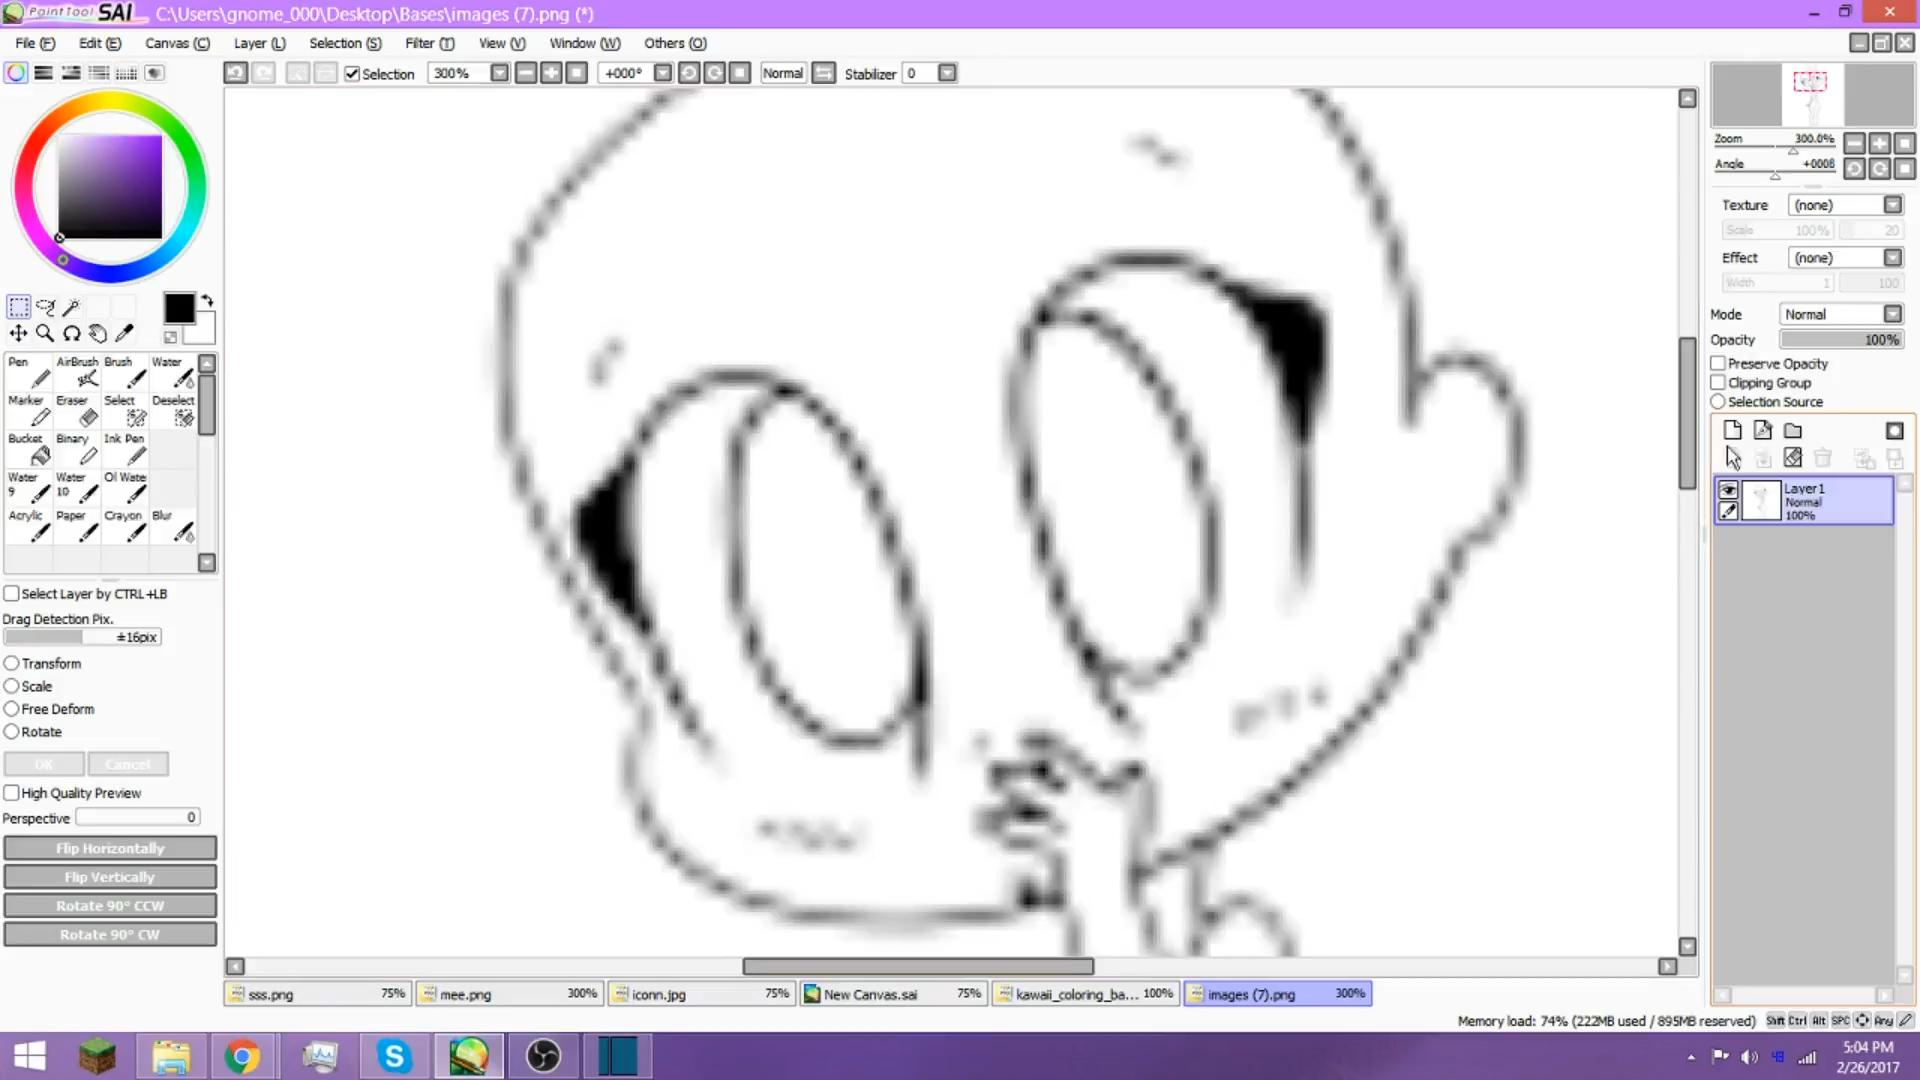 PaintTool SAI C:\Users\gnome_000\Desktop\Bases\images (7).png (*)
File (F) Edit (E) Canvas (C) Layer (L) Selection (S) Filter (T) View (V) Window (W) Others (O)
Selection 300% +000° Normal Stabilizer 0
Zoom 300.0%
Angle +000ß
Texture (none)
Scale 100% 20
Effect (none)
Width 1 100
Mode Normal
Opacity 100%
Preserve Opacity
Clipping Group
Selection Source
Layer1
Normal
100%
Pen AirBrush Brush Water
Marker Eraser Select Deselect
Bucket Binary Ink Pen
Water 9 Water 10 Ol Wate
Acrylic Paper Crayon Blur
Select Layer by CTRL+LB
Drag Detection Pix.
±16pix
Transform
Scale
Free Deform
Rotate
OK Cancel
High Quality Preview
Perspective 0
Flip Horizontally
Flip Vertically
Rotate 90° CCW
Rotate 90° CW
sss.png 75% mee.png 300% iconn.jpg 75% New Canvas.sai 75% kawaii_coloring_ba... 100% images (7).png 300%
Memory load: 74% (222MB used / 895MB reserved) Shift Ctrl Alt SPC Any
48
5:04 PM
2/26/2017